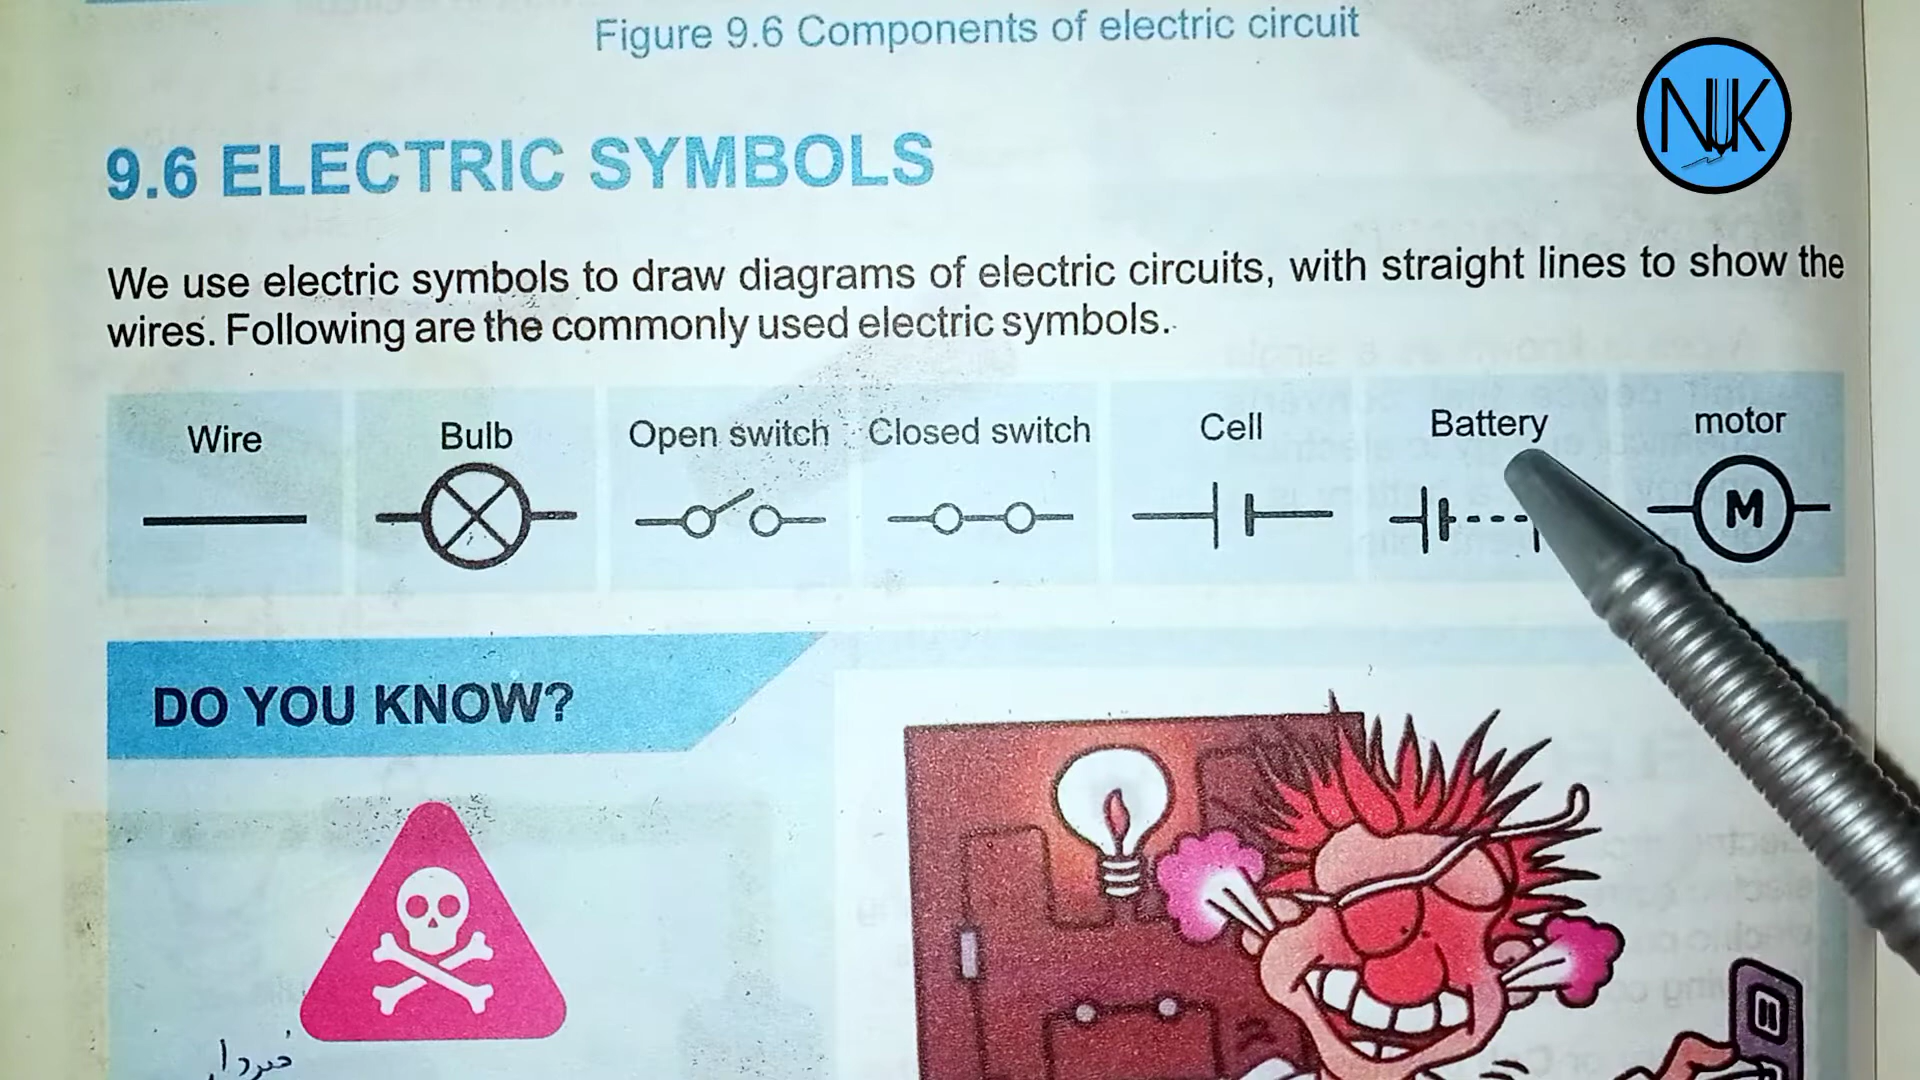 Figure 9.6 Components of electric circuit
NUK
9.6 ELECTRIC SYMBOLS
We use electric symbols to draw diagrams of electric circuits, with straight lines to show the
wires. Following are the commonly used electric symbols.
Wire Bulb Open switch Closed switch Cell Battery motor
M
DO YOU KNOW?